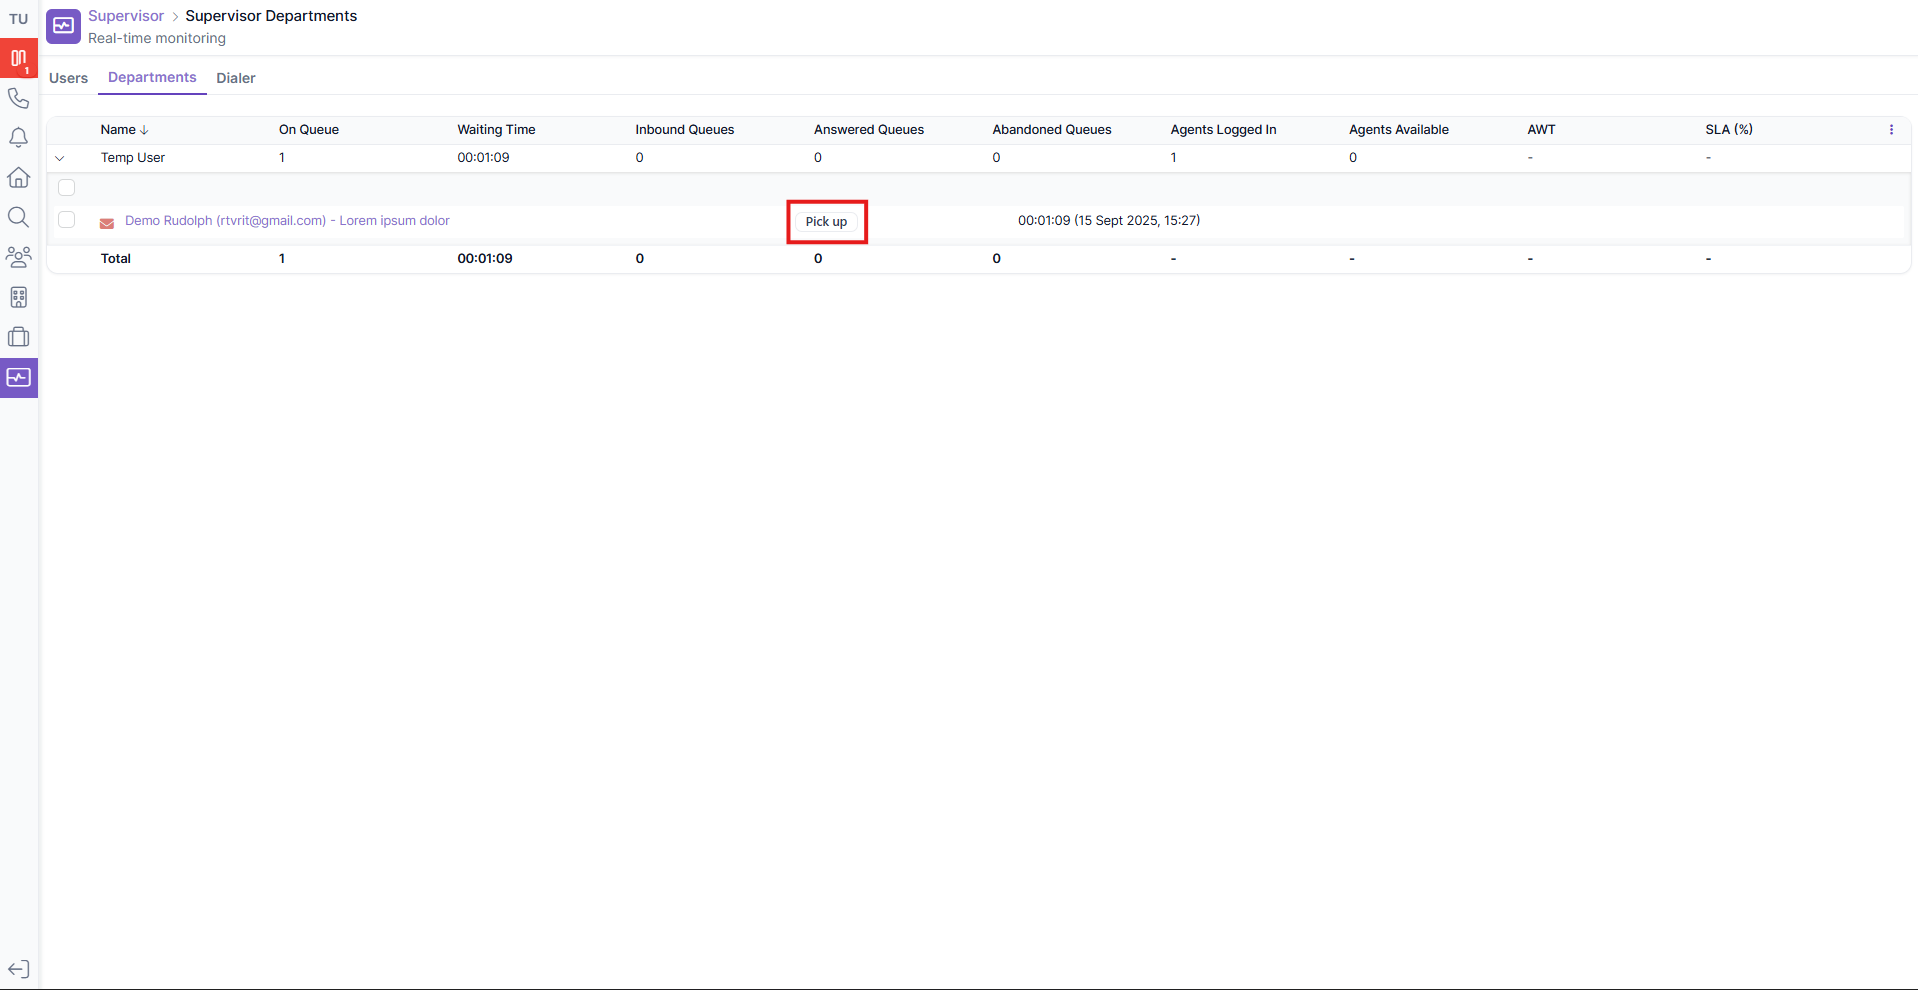 TU
Supervisor > Supervisor Departments
Real-time monitoring
1
Users Departments Dialer
Name On Queue Waiting Time Inbound Queues Answered Queues Abandoned Queues Agents Logged In Agents Available AWT SLA (%)
Temp User 1 00:01:09 0 0 0 1 0 - -
Demo Rudolph (rtvrit@gmail.com) - Lorem ipsum dolor Pick up 00:01:09 (15 Sept 2025, 15:27)
Total 1 00:01:09 0 0 0 - - - -